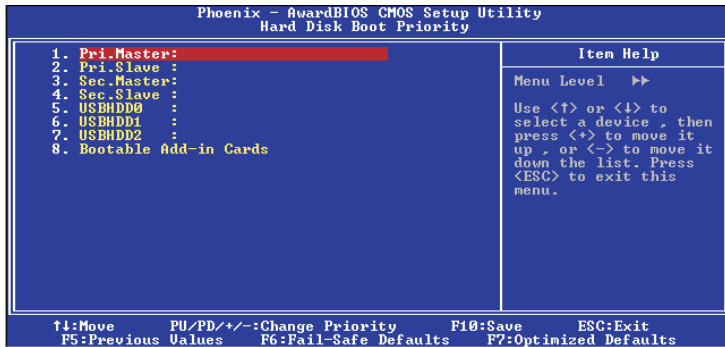 Phoenix - AwardBIOS CMOS Setup Utility
Hard Disk Boot Priority
1. Pri.Master:
2. Pri.Slave :
3. Sec.Master:
4. Sec.Slave :
5. USBHDD0 :
6. USBHDD1 :
7. USBHDD2 :
8. Bootable Add-in Cards
Item Help
Menu Level ►►
Use <↑> or <↓> to
select a device , then
press <+> to move it
up , or <-> to move it
down the list. Press
<ESC> to exit this
menu.
↑↓:Move PU/PD/+/-:Change Priority F10:Save ESC:Exit
F5:Previous Values F6:Fail-Safe Defaults F7:Optimized Defaults